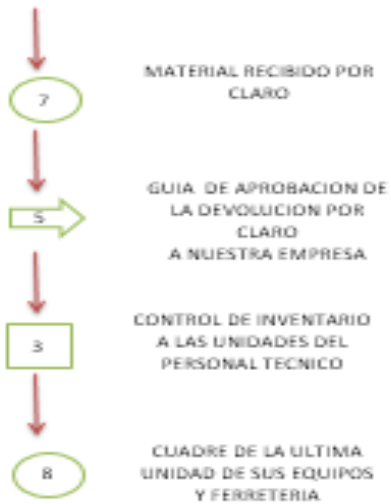 MATERIAL RECIBIDO POR
CLARO
7
GUIA DE APROBACION DE
LA DEVOLUCION POR
CLARO
A NUESTRA EMPRESA
5
CONTROL DE INVENTARIO
A LAS UNIDADES DEL
PERSONAL TECNICO
3
CUADRE DE LA ULTIMA
UNIDAD DE SUS EQUIPOS
Y FERRETERIA
8